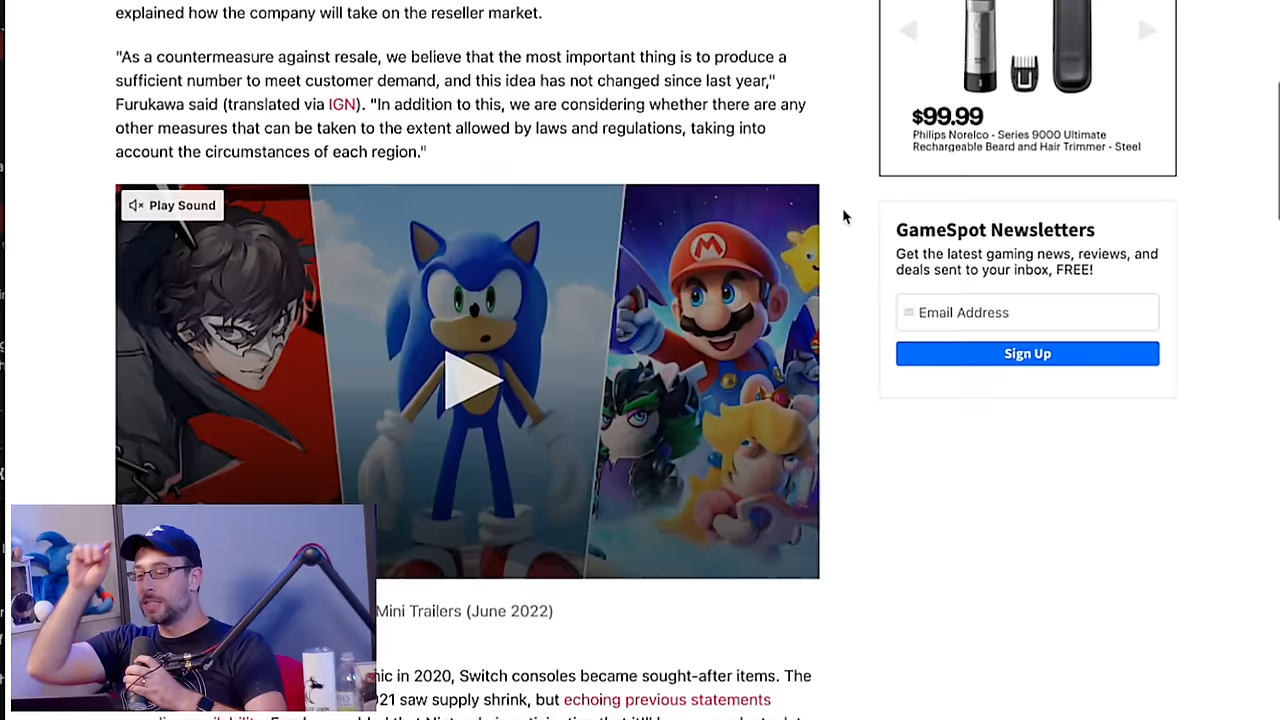 explained how the company will take on the reseller market.
"As a countermeasure against resale, we believe that the most important thing is to produce a
sufficient number to meet customer demand, and this idea has not changed since last year,"
Furukawa said (translated via IGN). "In addition to this, we are considering whether there are any
other measures that can be taken to the extent allowed by laws and regulations, taking into
account the circumstances of each region."
Play Sound
M
Mini Trailers (June 2022)
nic in 2020, Switch consoles became sought-after items. The
21 saw supply shrink, but echoing previous statements
$99.99
Philips Norelco - Series 9000 Ultimate
Rechargeable Beard and Hair Trimmer - Steel
GameSpot Newsletters
Get the latest gaming news, reviews, and
deals sent to your inbox, FREE!
Email Address
Sign Up